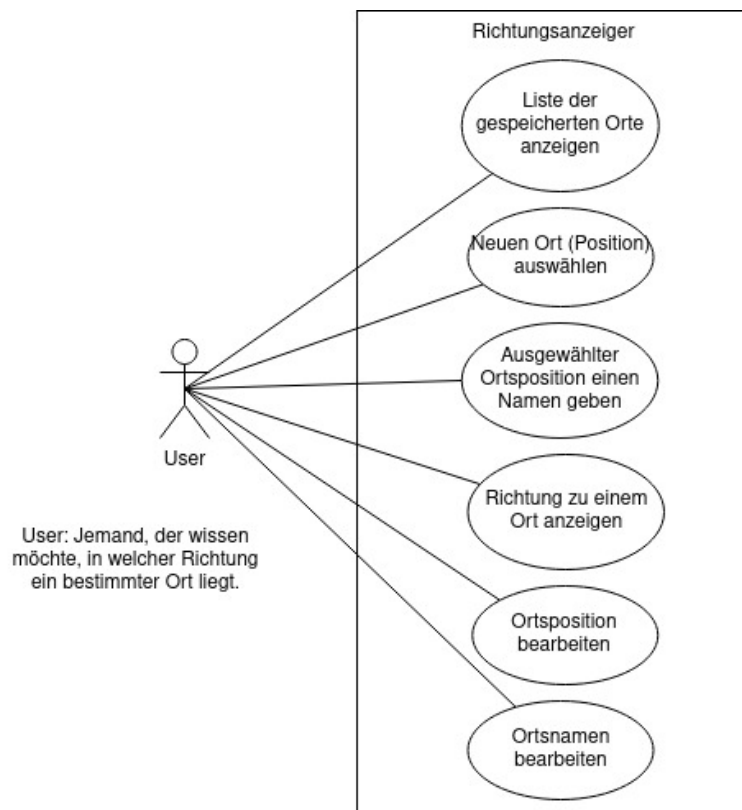 Richtungsanzeiger
Liste der
gespeicherten Orte
anzeigen
Neuen Ort (Position)
auswählen
Ausgewählter
Ortsposition einen
Namen geben
User
Richtung zu einem
Ort anzeigen
User: Jemand, der wissen
möchte, in welcher Richtung
ein bestimmter Ort liegt.
Ortsposition
bearbeiten
Ortsnamen
bearbeiten